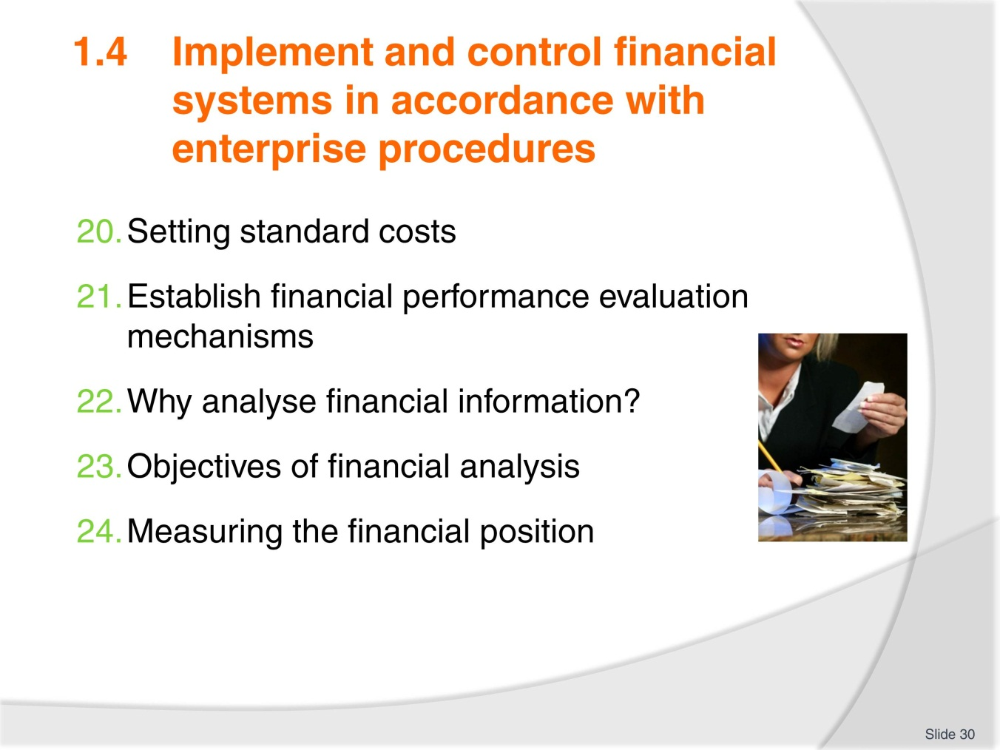 1.4 Implement and control financial
systems in accordance with
enterprise procedures
20. Setting standard costs
21. Establish financial performance evaluation
mechanisms
22. Why analyse financial information?
23. Objectives of financial analysis
24. Measuring the financial position
Slide 30